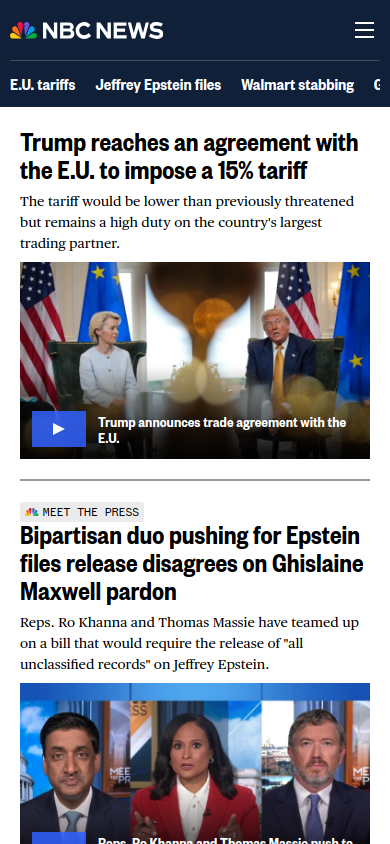 NBC NEWS
E.U. tariffs Jeffrey Epstein files Walmart stabbing
Trump reaches an agreement with
the E.U. to impose a 15% tariff
The tariff would be lower than previously threatened
but remains a high duty on the country's largest
trading partner.
Trump announces trade agreement with the
E.U.
MEET THE PRESS
Bipartisan duo pushing for Epstein
files release disagrees on Ghislaine
Maxwell pardon
Reps. Ro Khanna and Thomas Massie have teamed up
on a bill that would require the release of "all
unclassified records" on Jeffrey Epstein.
Reps. Ro Khanna and Thomas Massie push to